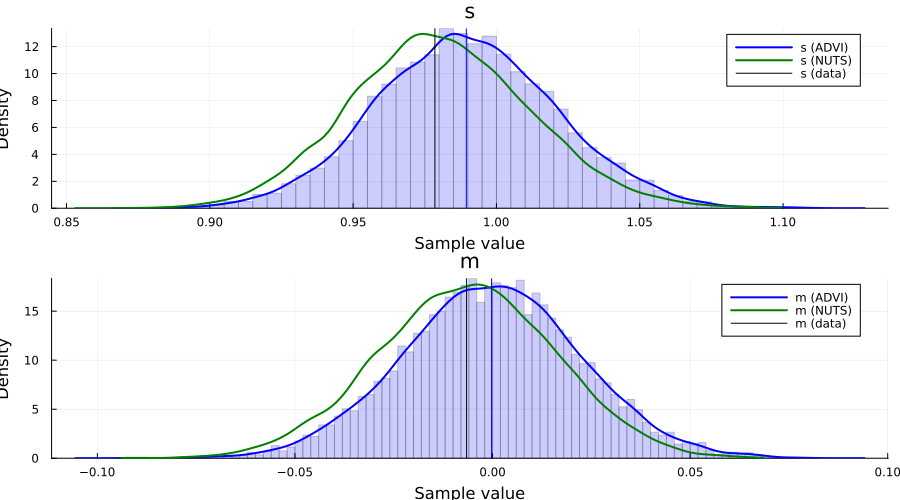 s
Density
12
10
8
6
4
2
0
s (ADVI)
s (NUTS)
s (data)
0.85
0.90
0.95
1.00
1.05
1.10
Sample value
m
Density
15
10
5
0
m (ADVI)
m (NUTS)
m (data)
−0.10
−0.05
0.00
0.05
0.10
Sample value